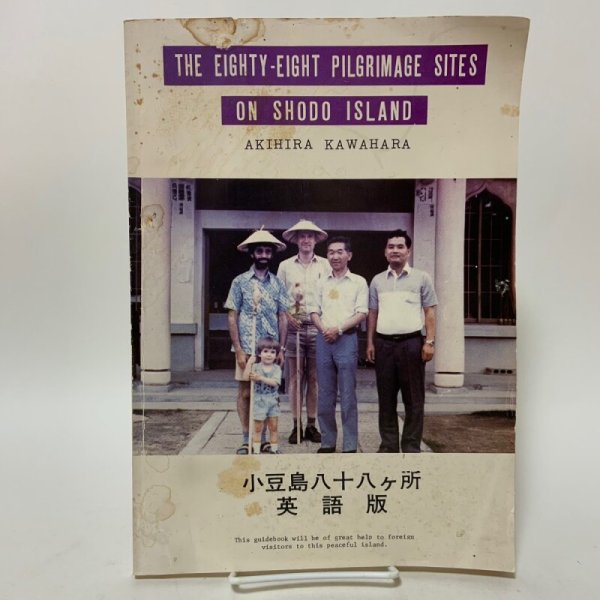 THE EIGHTY-EIGHT PILGRIMAGE SITES
ON SHODO ISLAND
AKIHIRA KAWAHARA
小豆島八十八ヶ所
英語版
This guidebook will be of great help to foreign
visitors to this peaceful island.